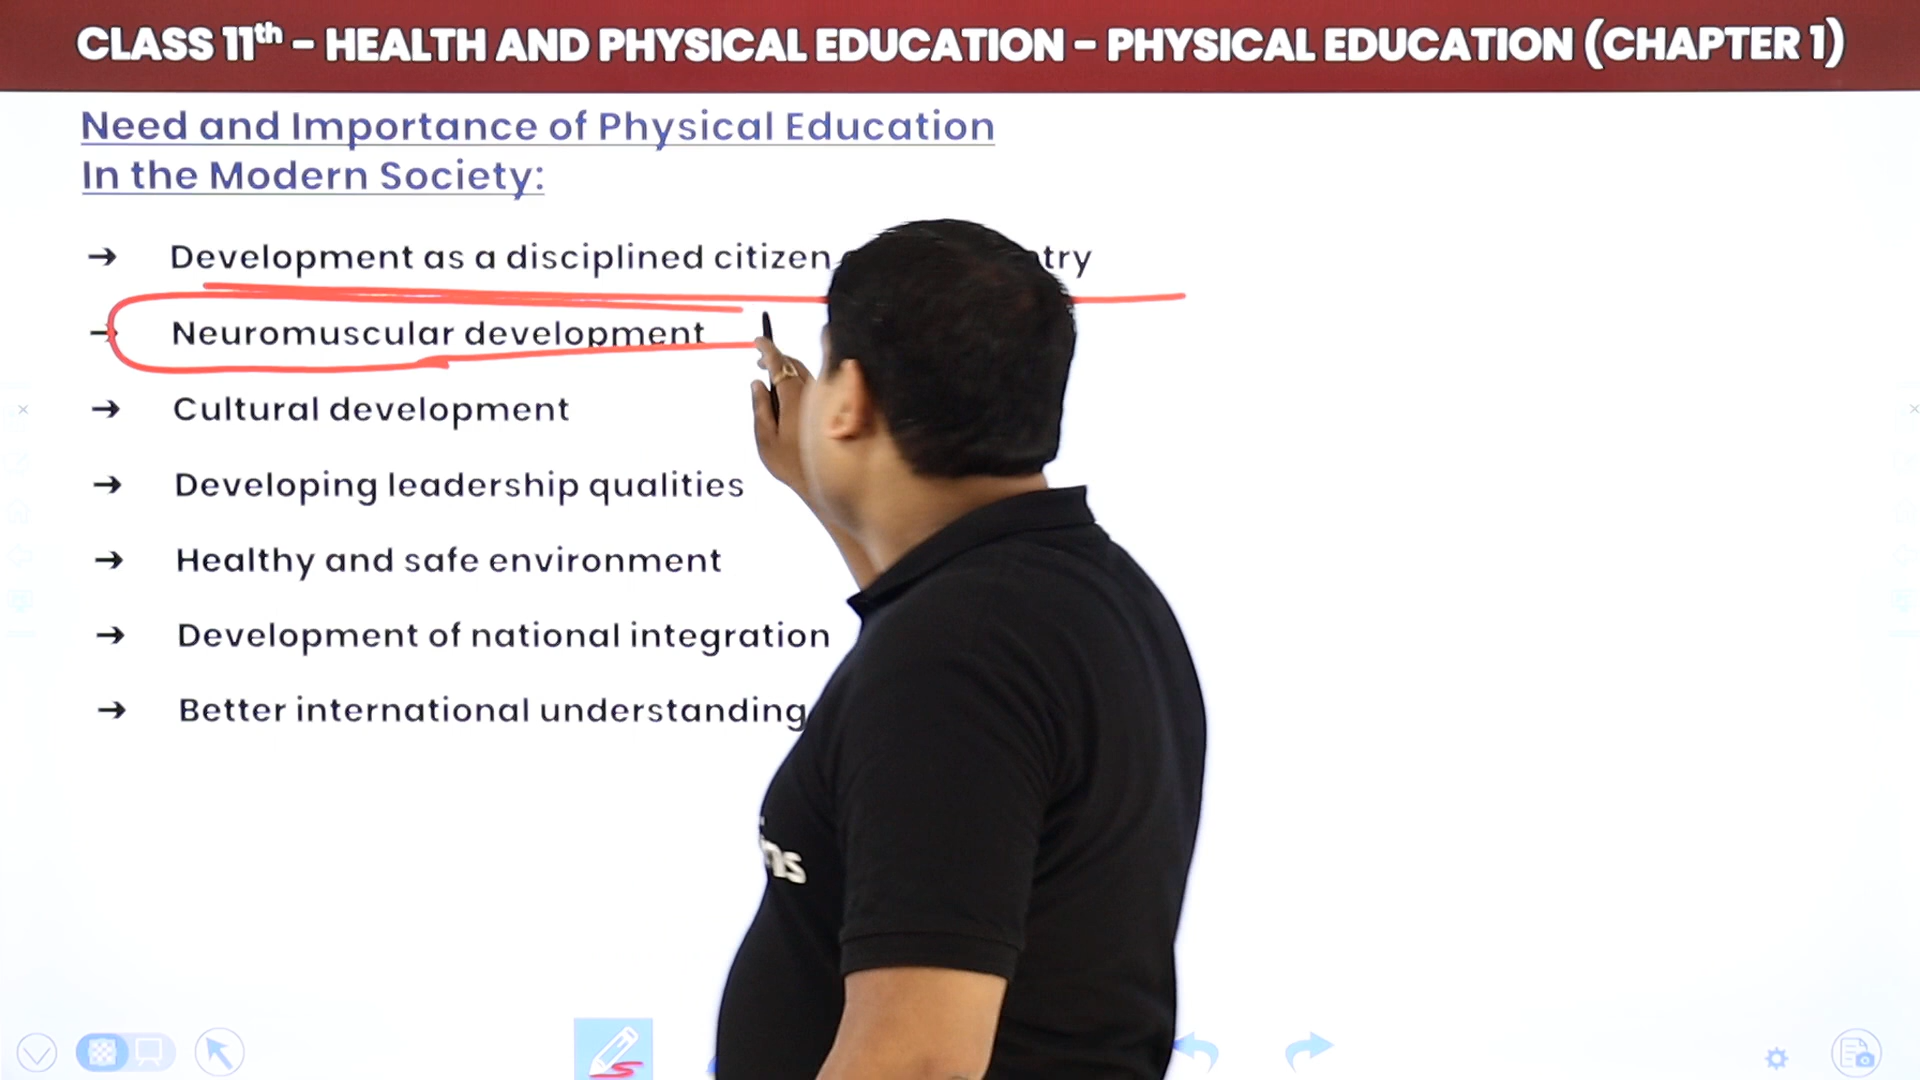 CLASS 11th - HEALTH AND PHYSICAL EDUCATION - PHYSICAL EDUCATION (CHAPTER 1)
Need and Importance of Physical Education
In the Modern Society:
→ Development as a disciplined citizen
→ Neuromuscular development
→ Cultural development
→ Developing leadership qualities
→ Healthy and safe environment
→ Development of national integration
→ Better international understanding